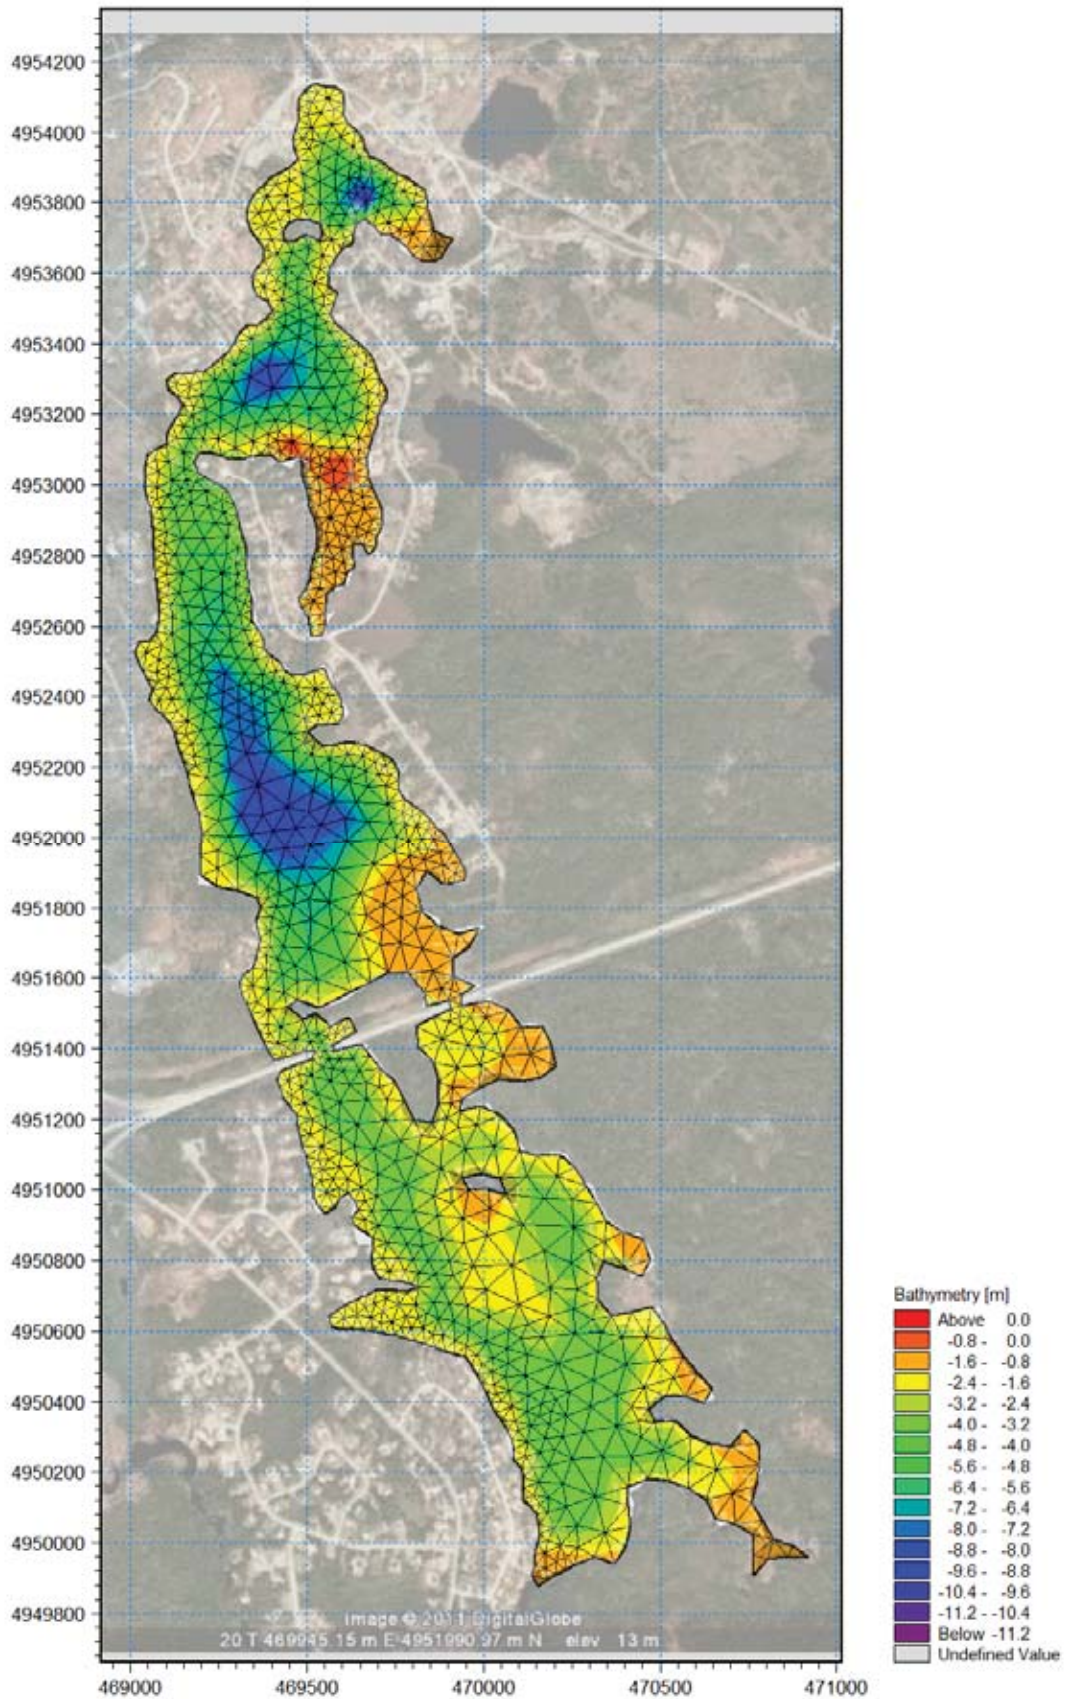 4954200
4954000
4953800
4953600
4953400
4953200
4953000
4952800
4952600
4952400
4952200
4952000
4951800
4951600
4951400
4951200
4951000
4950800
4950600
4950400
4950200
4950000
4949800
469000 469500 470000 470500 471000
Image © 2011 DigitalGlobe
20 T 469945.15 m E 4951990.97 m N elev 13 m
Bathymetry [m]
Above 0.0
-0.8 - 0.0
-1.6 - -0.8
-2.4 - -1.6
-3.2 - -2.4
-4.0 - -3.2
-4.8 - -4.0
-5.6 - -4.8
-6.4 - -5.6
-7.2 - -6.4
-8.0 - -7.2
-8.8 - -8.0
-9.6 - -8.8
-10.4 - -9.6
-11.2 - -10.4
Below -11.2
Undefined Value